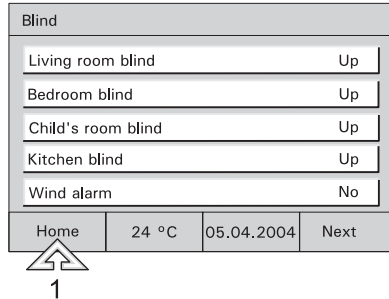 Blind
Living room blind Up
Bedroom blind Up
Child's room blind Up
Kitchen blind Up
Wind alarm No
Home 24 °C 05.04.2004 Next
1